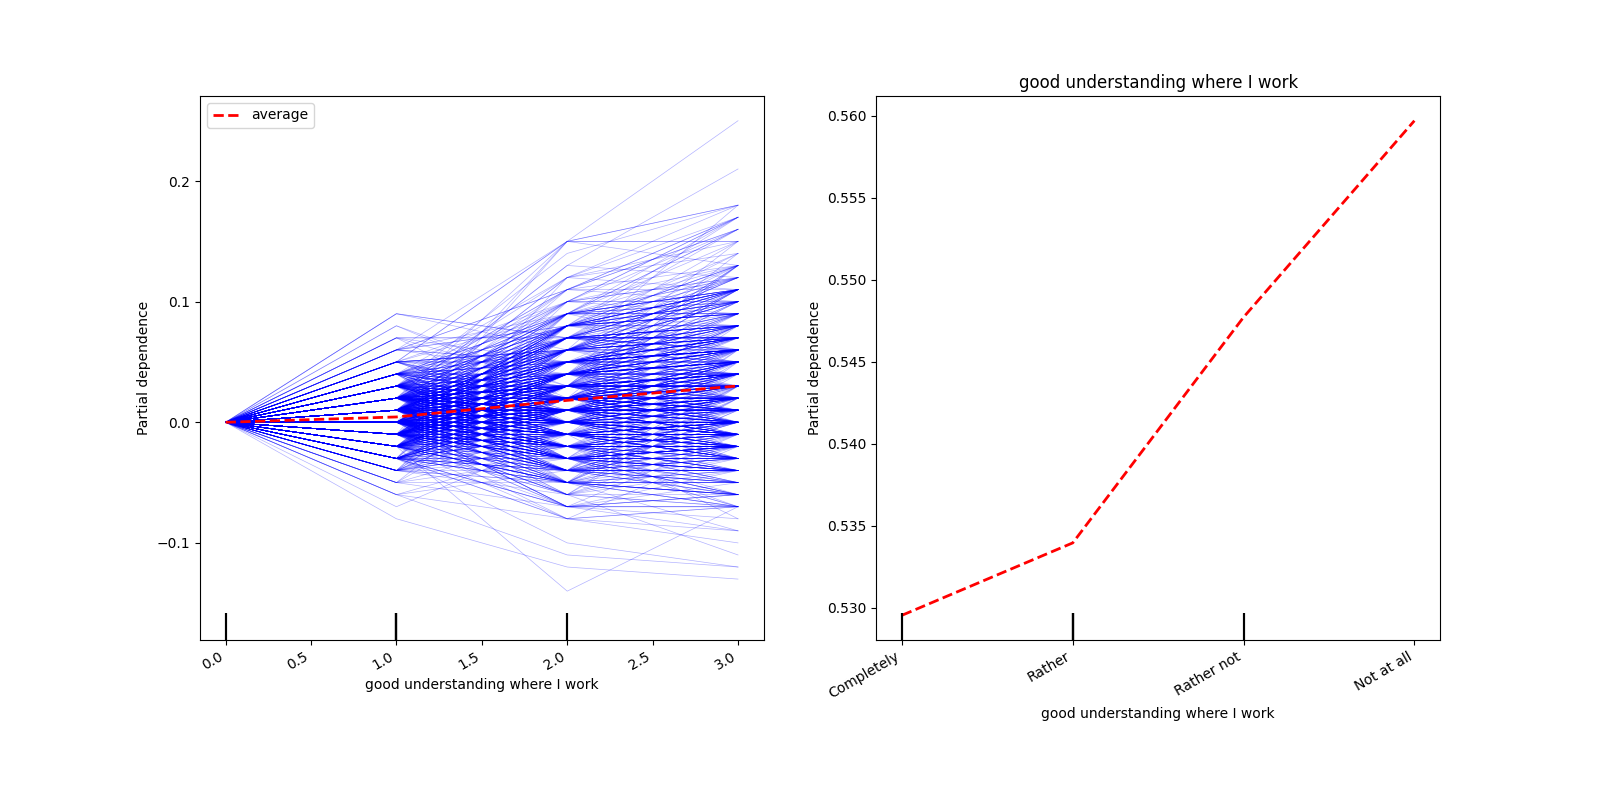 average
0.2
0.1
0.0
−0.1
Partial dependence
0.0
0.5
1.0
1.5
2.0
2.5
3.0
good understanding where I work
good understanding where I work
0.560
0.555
0.550
0.545
0.540
0.535
0.530
Partial dependence
Completely
Rather
Rather not
Not at all
good understanding where I work